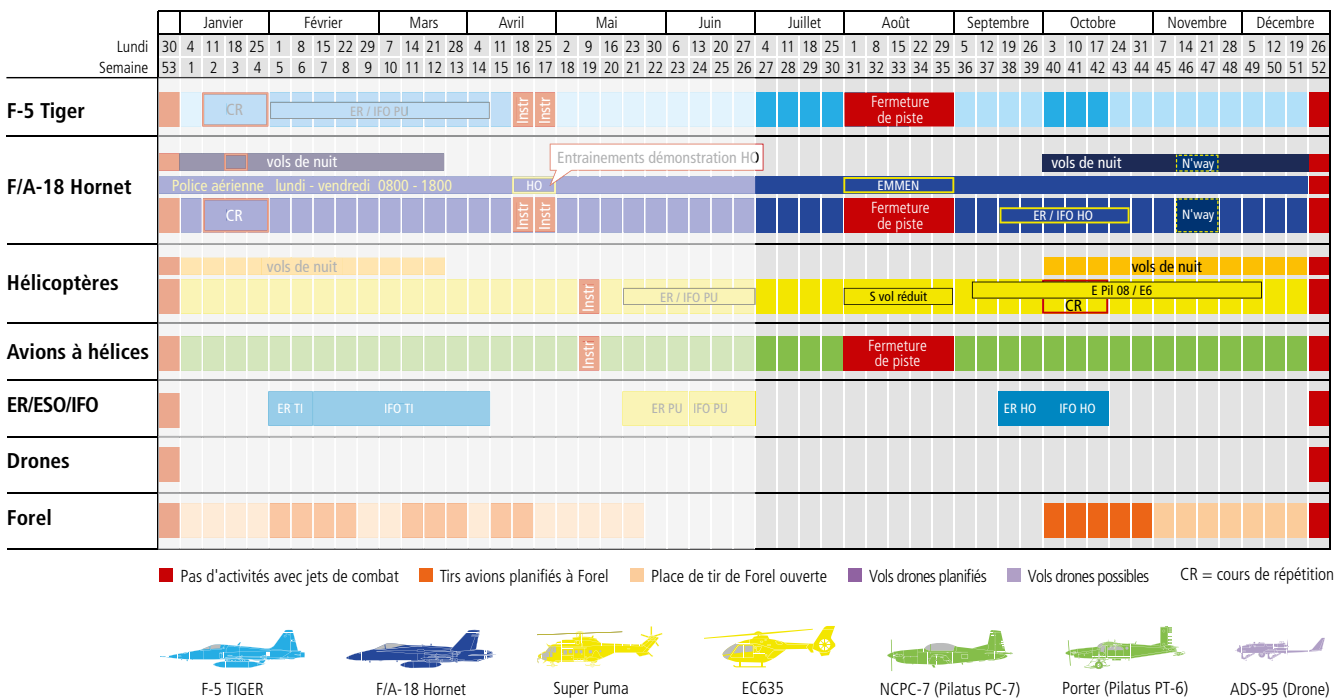 Janvier Février Mars Avril Mai Juin Juillet Août Septembre Octobre Novembre Décembre
Lundi 30 4 11 18 25 1 8 15 22 29 7 14 21 28 4 11 18 25 2 9 16 23 30 6 13 20 27 4 11 18 25 1 8 15 22 29 5 12 19 26 3 10 17 24 31 7 14 21 28 5 12 19 26
Semaine 53 1 2 3 4 5 6 7 8 9 10 11 12 13 14 15 16 17 18 19 20 21 22 23 24 25 26 27 28 29 30 31 32 33 34 35 36 37 38 39 40 41 42 43 44 45 46 47 48 49 50 51 52
F-5 Tiger
CR
ER / IFO PU
Instr
Instr
Fermeture
de piste
F/A-18 Hornet
vols de nuit
Entrainements démonstration HO
vols de nuit
N'way
Police aérienne lundi - vendredi 0800 - 1800
HO
EMMEN
CR
Instr
Instr
Fermeture
de piste
ER / IFO HO
N'way
Hélicoptères
vols de nuit
vols de nuit
Instr
ER / IFO PU
S vol réduit
E Pil 08 / E6
CR
Avions à hélices
Instr
Fermeture
de piste
ER/ESO/IFO
ER TI
IFO TI
ER PU
IFO PU
ER HO
IFO HO
Drones
Forel
Pas d'activités avec jets de combat
Tirs avions planifiés à Forel
Place de tir de Forel ouverte
Vols drones planifiés
Vols drones possibles
CR = cours de répétition
F-5 TIGER
F/A-18 Hornet
Super Puma
EC635
NCPC-7 (Pilatus PC-7)
Porter (Pilatus PT-6)
ADS-95 (Drone)